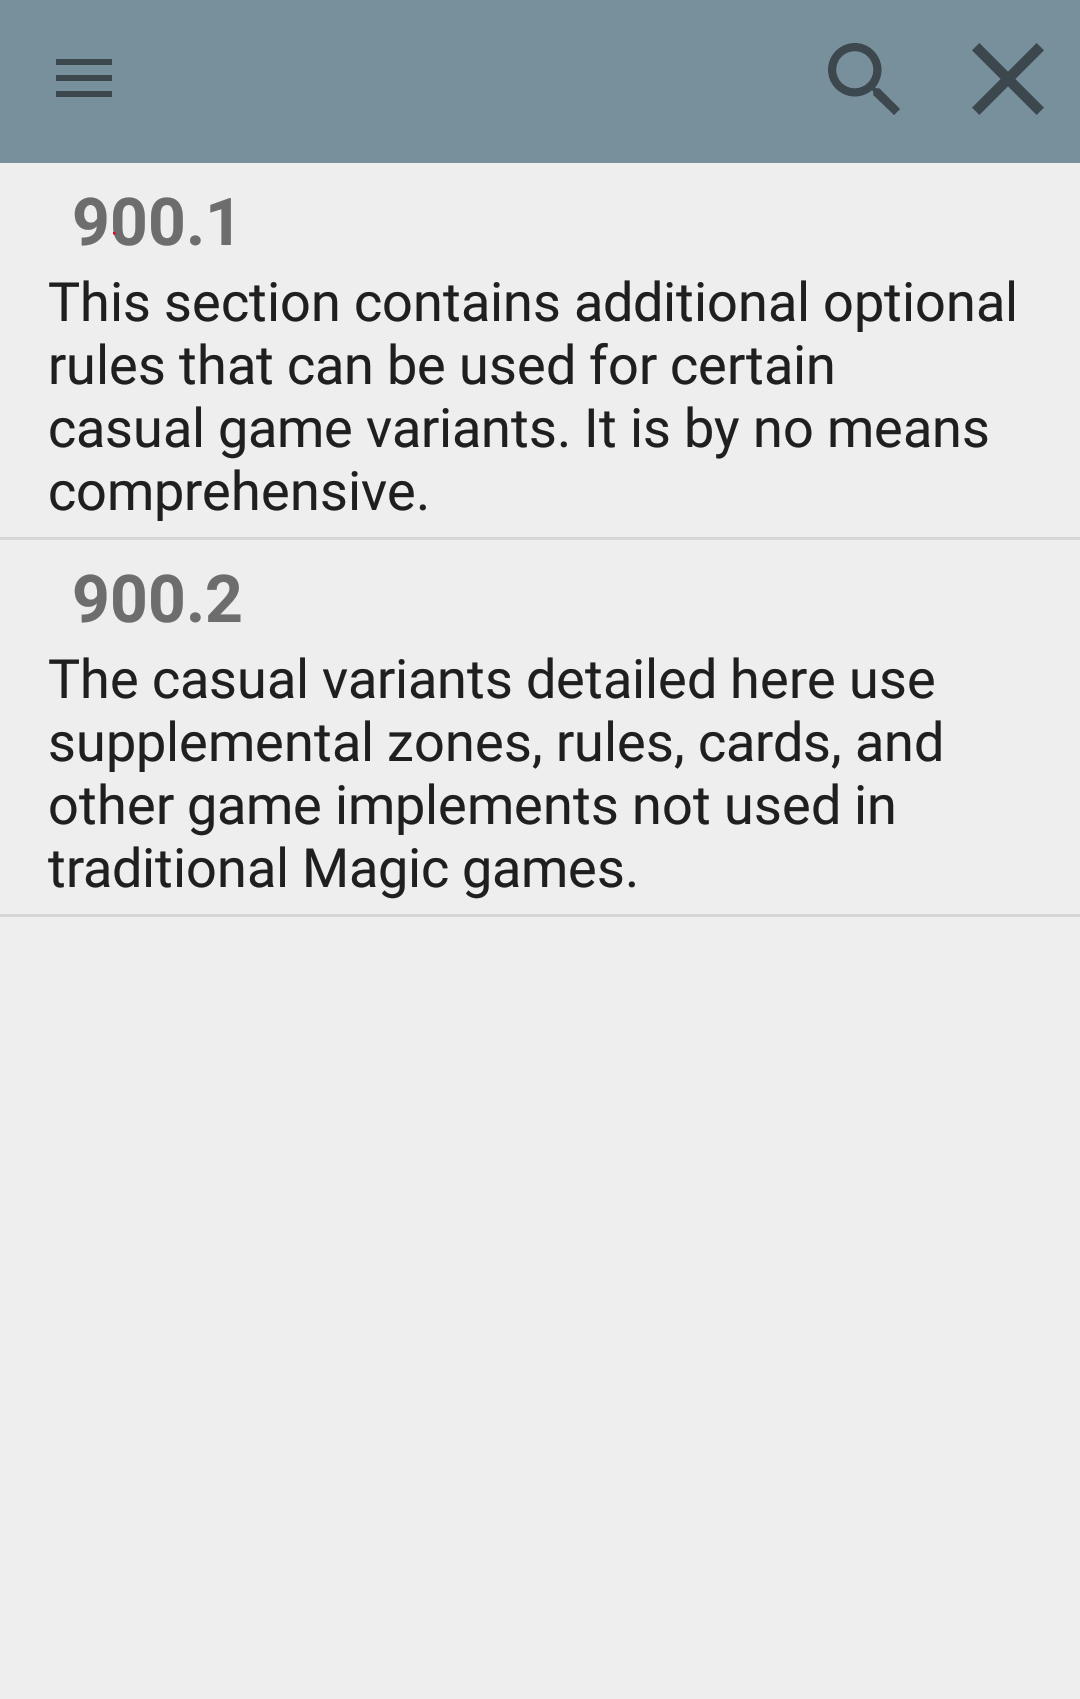 900.1
This section contains additional optional
rules that can be used for certain
casual game variants. It is by no means
comprehensive.
900.2
The casual variants detailed here use
supplemental zones, rules, cards, and
other game implements not used in
traditional Magic games.